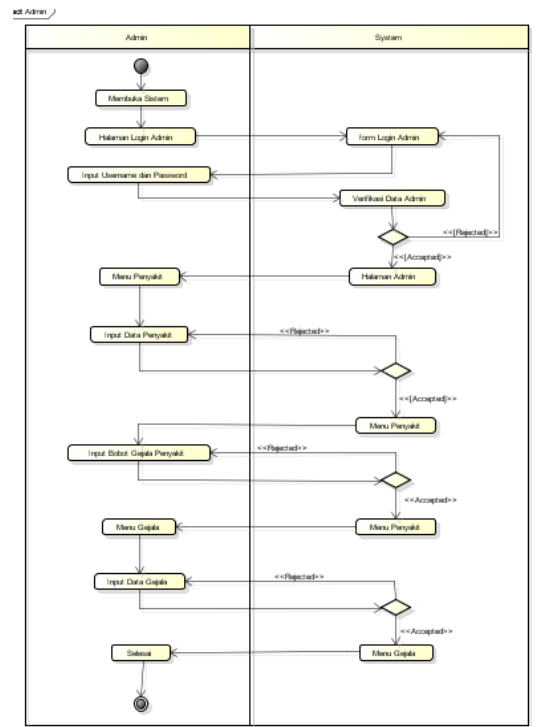 act Admin
Admin
System
Membuka Sistem
Halaman Login Admin
form Login Admin
Input Username dan Password
Verifikasi Data Admin
<<[Rejected]>>
<<[Accepted]>>
Menu Penyakit
Halaman Admin
<<Rejected>>
Input Data Penyakit
<<[Accepted]>>
Menu Penyakit
<<Rejected>>
Input Bobot Gejala Penyakit
<<Accepted>>
Menu Gejala
Menu Penyakit
<<Rejected>>
Input Data Gejala
<<Accepted>>
Selesai
Menu Gejala